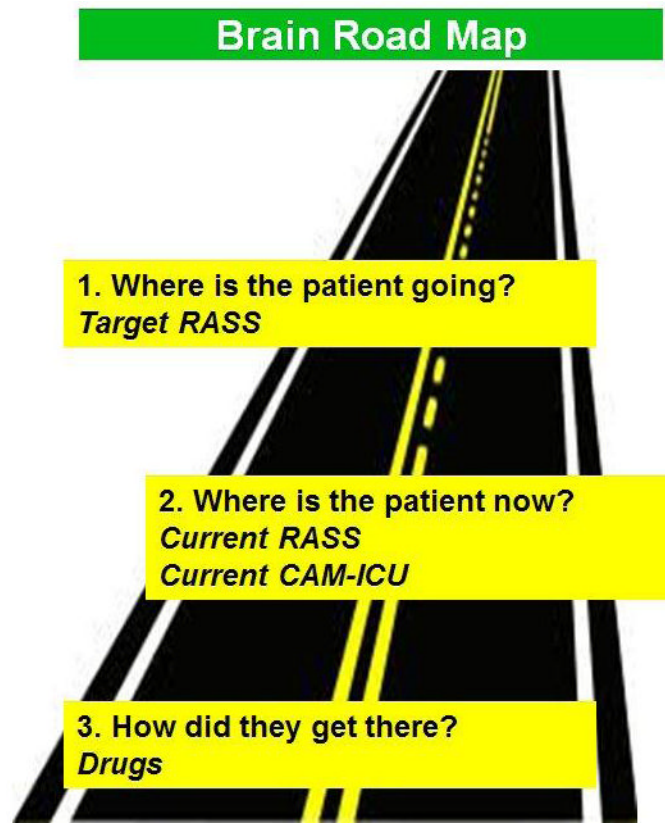 Brain Road Map
1. Where is the patient going?
Target RASS
2. Where is the patient now?
Current RASS
Current CAM-ICU
3. How did they get there?
Drugs